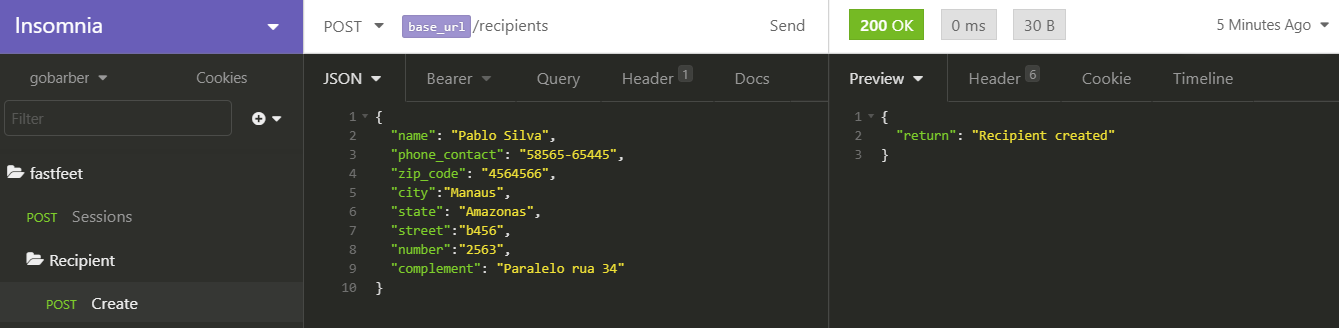 Insomnia
POST base_url/recipients Send
200 OK 0 ms 30 B 5 Minutes Ago
gobarber Cookies
Filter
fastfeet
POST Sessions
Recipient
POST Create
JSON Bearer Query Header 1 Docs
1 {
2 "name": "Pablo Silva",
3 "phone_contact": "58565-65445",
4 "zip_code": "4564566",
5 "city":"Manaus",
6 "state": "Amazonas",
7 "street":"b456",
8 "number":"2563",
9 "complement": "Paralelo rua 34"
10 }
Preview Header 6 Cookie Timeline
1 {
2 "return": "Recipient created"
3 }